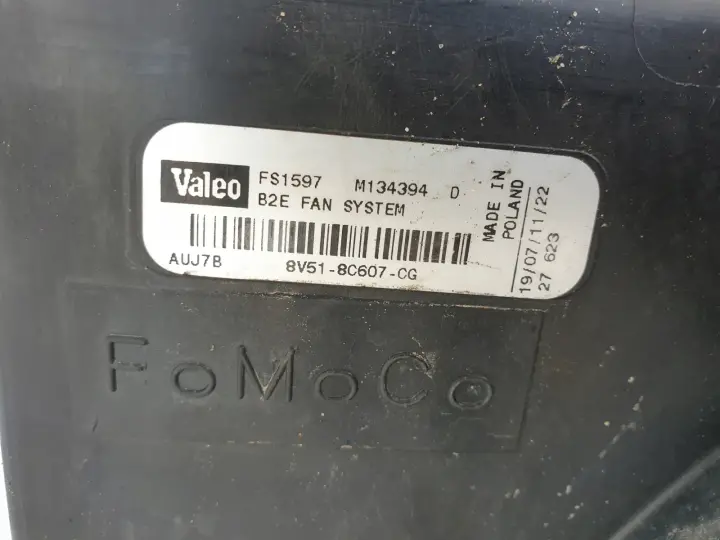 Valeo
FS1597 M134394 D
B2E FAN SYSTEM
AUJ7B 8V51-8C607-CG
MADE IN
POLAND
19/07/11/22
27 623
FoMoCo